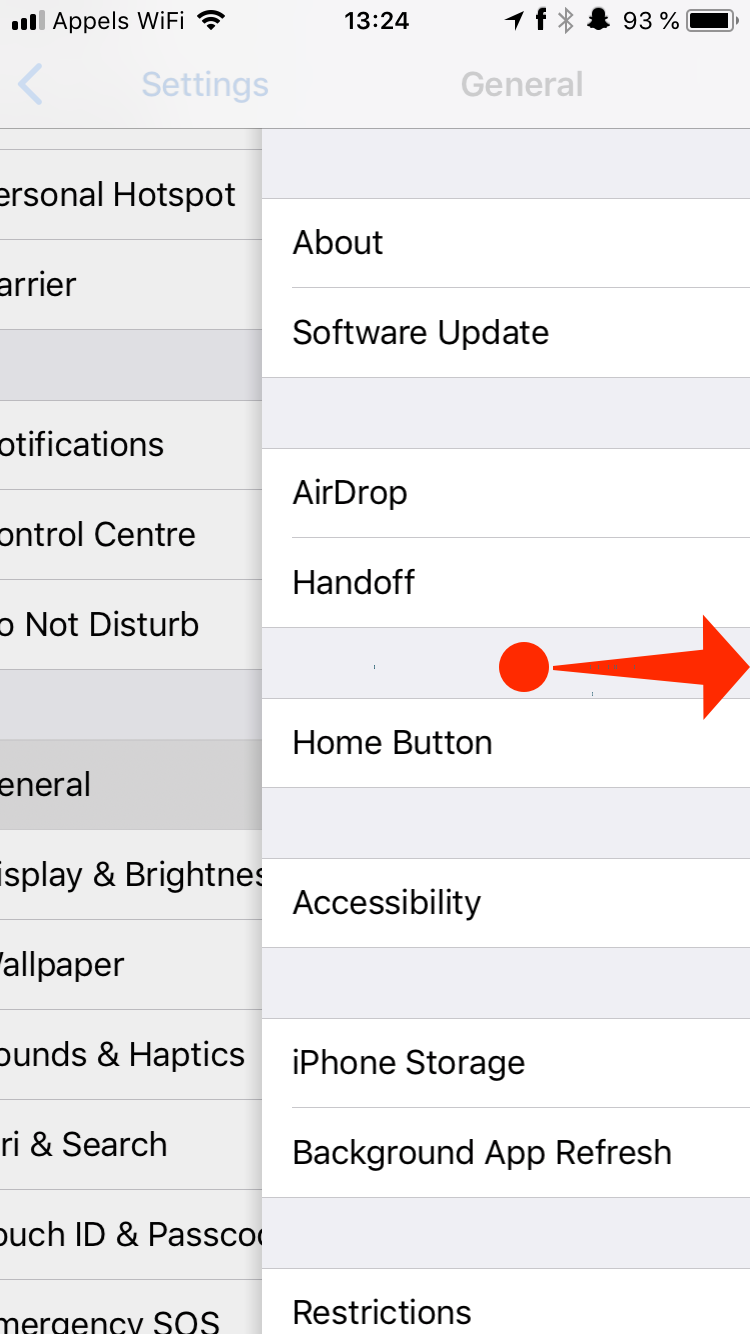 Appels WiFi 13:24 93 %
Settings General
ersonal Hotspot
arrier
otifications
ontrol Centre
o Not Disturb
eneral
isplay & Brightnes
allpaper
ounds & Haptics
ri & Search
ouch ID & Passcod
mergency SOS
About
Software Update
AirDrop
Handoff
Home Button
Accessibility
iPhone Storage
Background App Refresh
Restrictions